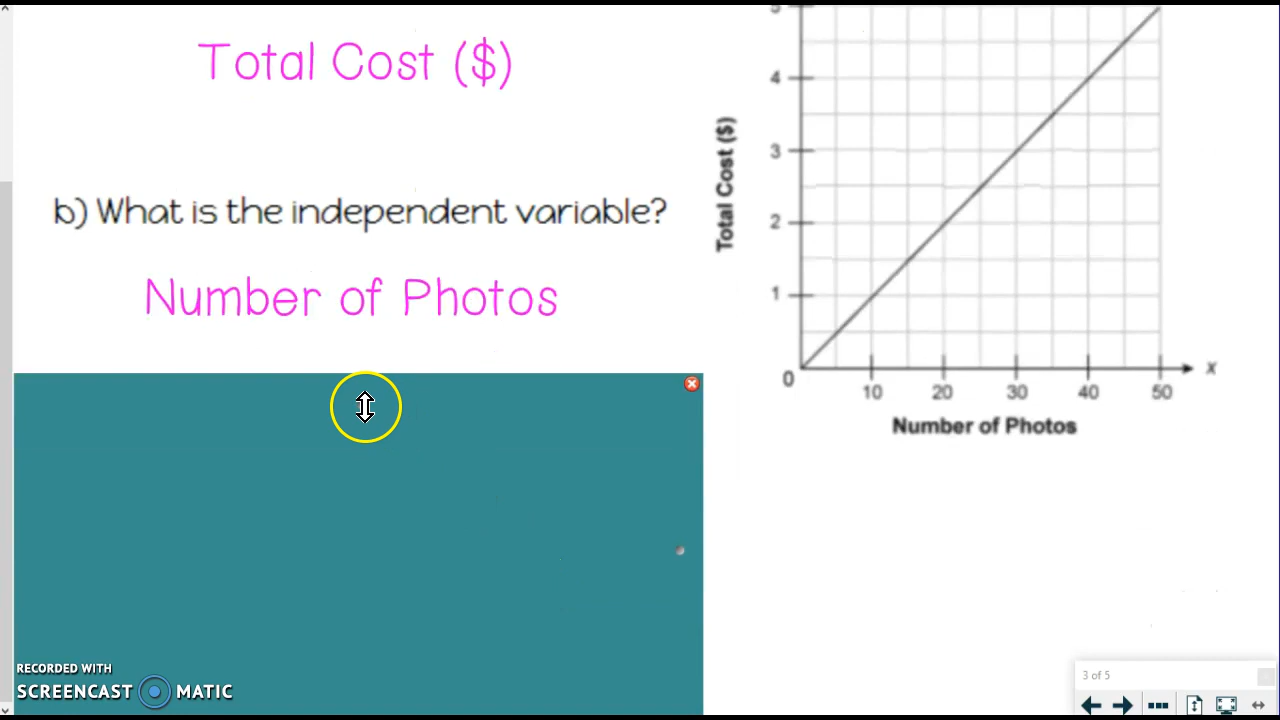 Total Cost ($)
b) What is the independent variable?
Number of Photos
5
4
3
2
1
0
Total Cost ($)
10 20 30 40 50
x
Number of Photos
RECORDED WITH
SCREENCAST MATIC
3 of 5